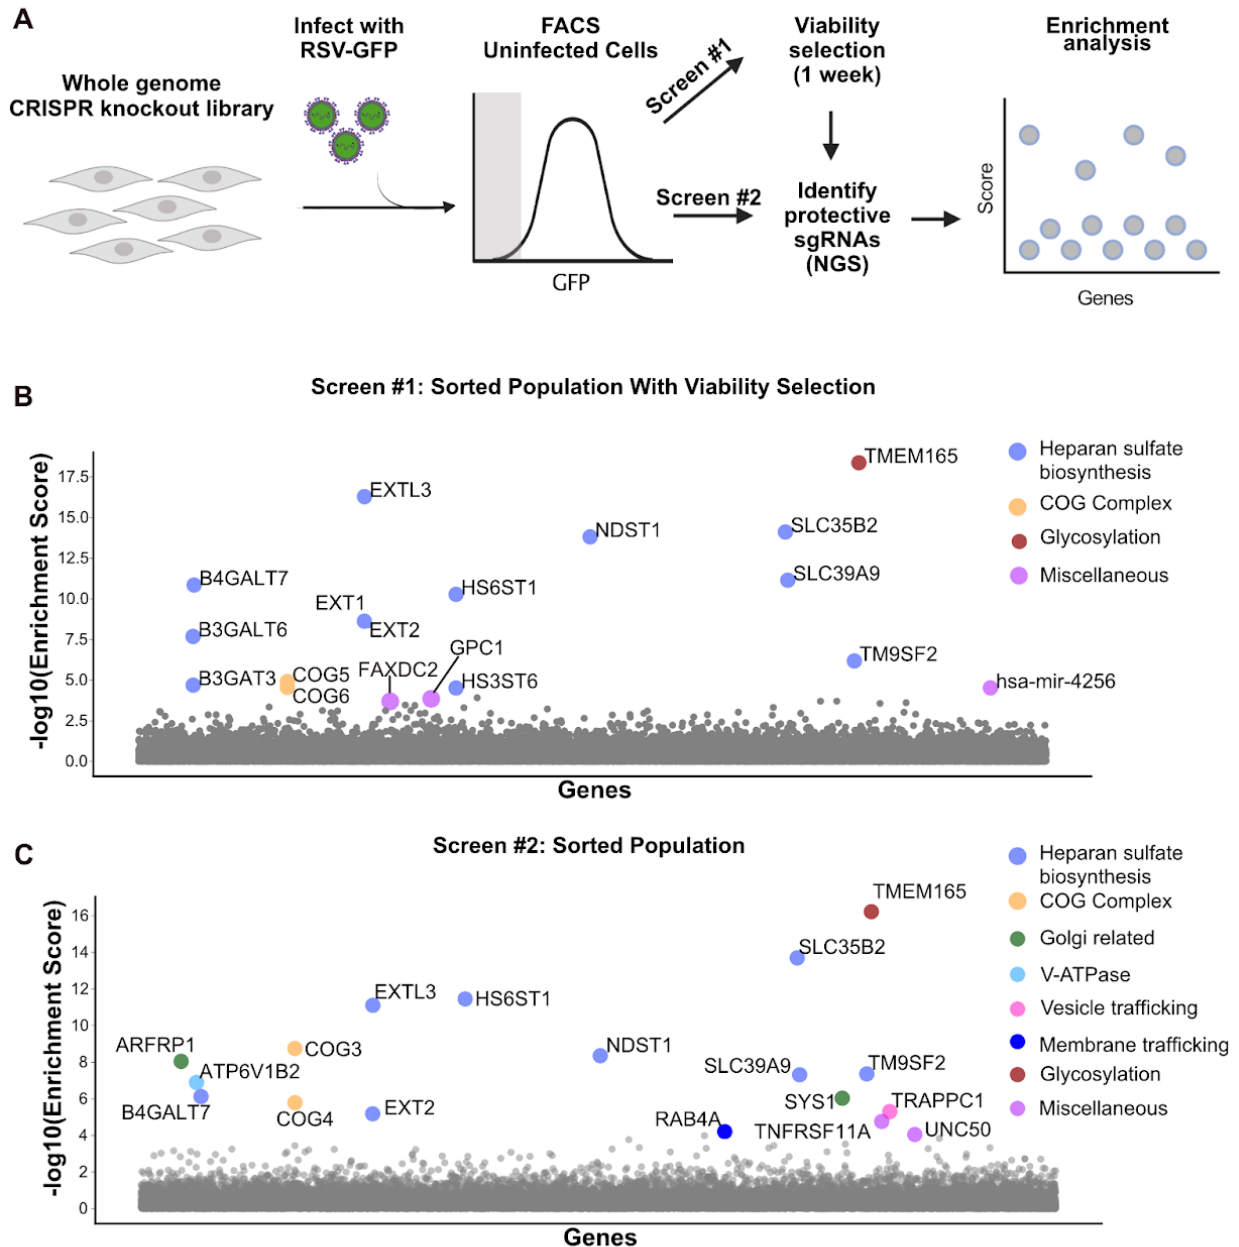 A
Whole genome
CRISPR knockout library
Infect with
RSV-GFP
FACS
Uninfected Cells
GFP
Screen #1
Screen #2
Viability
selection
(1 week)
Identify
protective
sgRNAs
(NGS)
Enrichment
analysis
Score
Genes
B
Screen #1: Sorted Population With Viability Selection
-log10(Enrichment Score)
17.5
15.0
12.5
10.0
7.5
5.0
2.5
0.0
TMEM165
EXTL3
NDST1
SLC35B2
SLC39A9
B4GALT7
HS6ST1
EXT1
EXT2
B3GALT6
GPC1
TM9SF2
B3GAT3
COG5
COG6
FAXDC2
HS3ST6
hsa-mir-4256
Genes
Heparan sulfate
biosynthesis
COG Complex
Glycosylation
Miscellaneous
C
Screen #2: Sorted Population
-log10(Enrichment Score)
16
14
12
10
8
6
4
2
0
TMEM165
SLC35B2
EXTL3
HS6ST1
ARFRP1
COG3
NDST1
ATP6V1B2
SLC39A9
TM9SF2
B4GALT7
COG4
EXT2
SYS1
TRAPPC1
RAB4A
TNFRSF11A
UNC50
Genes
Heparan sulfate
biosynthesis
COG Complex
Golgi related
V-ATPase
Vesicle trafficking
Membrane trafficking
Glycosylation
Miscellaneous